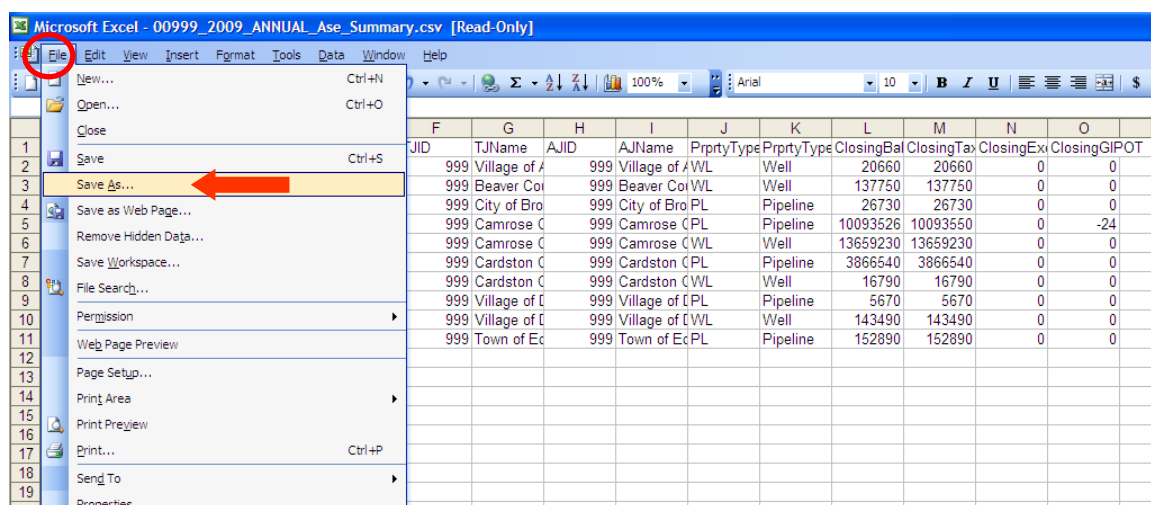 Microsoft Excel - 00999_2009_ANNUAL_Ase_Summary.csv [Read-Only]
File Edit View Insert Format Tools Data Window Help
100% Arial 10 B I U $
New... Ctrl+N
Open... Ctrl+O
Close
Save Ctrl+S
Save As...
Save as Web Page...
Remove Hidden Data...
Save Workspace...
File Search...
Permission
Web Page Preview
Page Setup...
Print Area
Print Preview
Print... Ctrl+P
Send To
Properties
F G H I J K L M N O
1 TJID TJName AJID AJName PrprtyType PrprtyType ClosingBal ClosingTax ClosingEx ClosingGIPOT
2 999 Village of A 999 Village of A WL Well 20660 20660 0 0
3 999 Beaver Cou 999 Beaver Cou WL Well 137750 137750 0 0
4 999 City of Bro 999 City of Bro PL Pipeline 26730 26730 0 0
5 999 Camrose C 999 Camrose C PL Pipeline 10093526 10093550 0 -24
6 999 Camrose C 999 Camrose C WL Well 13659230 13659230 0 0
7 999 Cardston C 999 Cardston C PL Pipeline 3866540 3866540 0 0
8 999 Cardston C 999 Cardston C WL Well 16790 16790 0 0
9 999 Village of D 999 Village of D PL Pipeline 5670 5670 0 0
10 999 Village of D 999 Village of D WL Well 143490 143490 0 0
11 999 Town of Ec 999 Town of Ec PL Pipeline 152890 152890 0 0
12
13
14
15
16
17
18
19